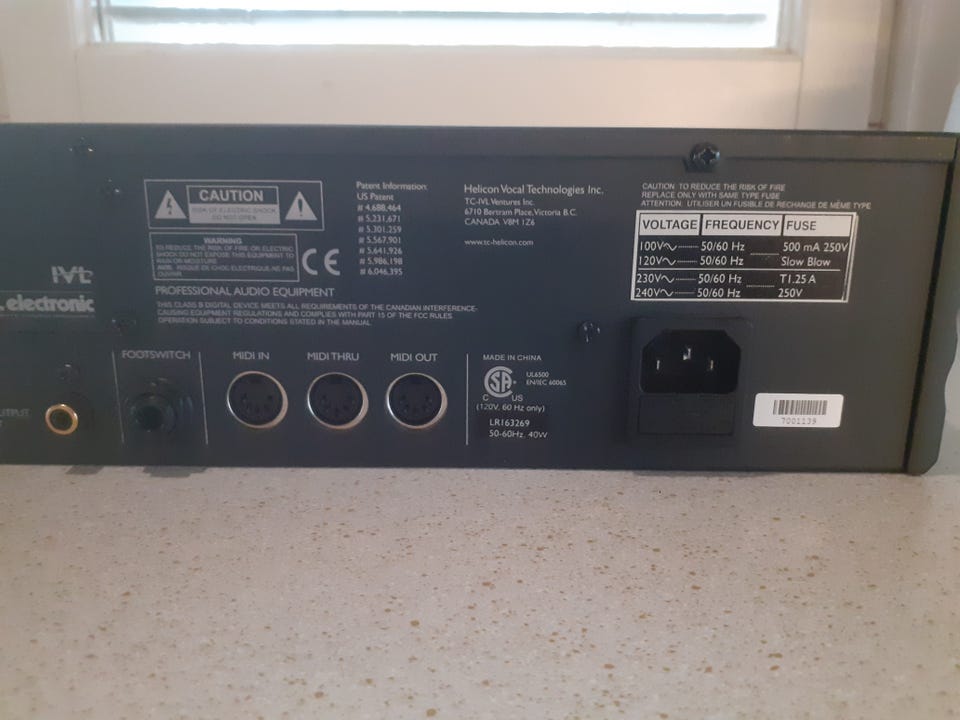 CAUTION
RISK OF ELECTRIC SHOCK
DO NOT OPEN
WARNING
TO REDUCE THE RISK OF FIRE OR ELECTRIC
SHOCK DO NOT EXPOSE THIS EQUIPMENT TO
RAIN OR MOISTURE
AVIS: RISQUE DE CHOC ELECTRIQUE-NE PAS
OUVRIR
CE
IVL
electronic
PROFESSIONAL AUDIO EQUIPMENT
THIS CLASS B DIGITAL DEVICE MEETS ALL REQUIREMENTS OF THE CANADIAN INTERFERENCE-
CAUSING EQUIPMENT REGULATIONS AND COMPLIES WITH PART 15 OF THE FCC RULES
OPERATION SUBJECT TO CONDITIONS STATED IN THE MANUAL
Patent Information:
US Patent
# 4,688,464
# 5,231,671
# 5,301,259
# 5,567,901
# 5,641,926
# 5,986,198
# 6,046,395
Helicon Vocal Technologies Inc.
TC-IVL Ventures Inc.
6710 Bertram Place, Victoria B.C.
CANADA V8M 1Z6
www.tc-helicon.com
CAUTION: TO REDUCE THE RISK OF FIRE
REPLACE ONLY WITH SAME TYPE FUSE
ATTENTION: UTILISER UN FUSIBLE DE RECHANGE DE MÊME TYPE
VOLTAGE FREQUENCY FUSE
100V 50/60 Hz 500 mA 250V
120V 50/60 Hz Slow Blow
230V 50/60 Hz T1.25 A
240V 50/60 Hz 250V
FOOTSWITCH
MIDI IN
MIDI THRU
MIDI OUT
MADE IN CHINA
UL6500
EN/IEC 60065
C US
(120V, 60 Hz only)
LR163269
50-60Hz, 40W
7001139